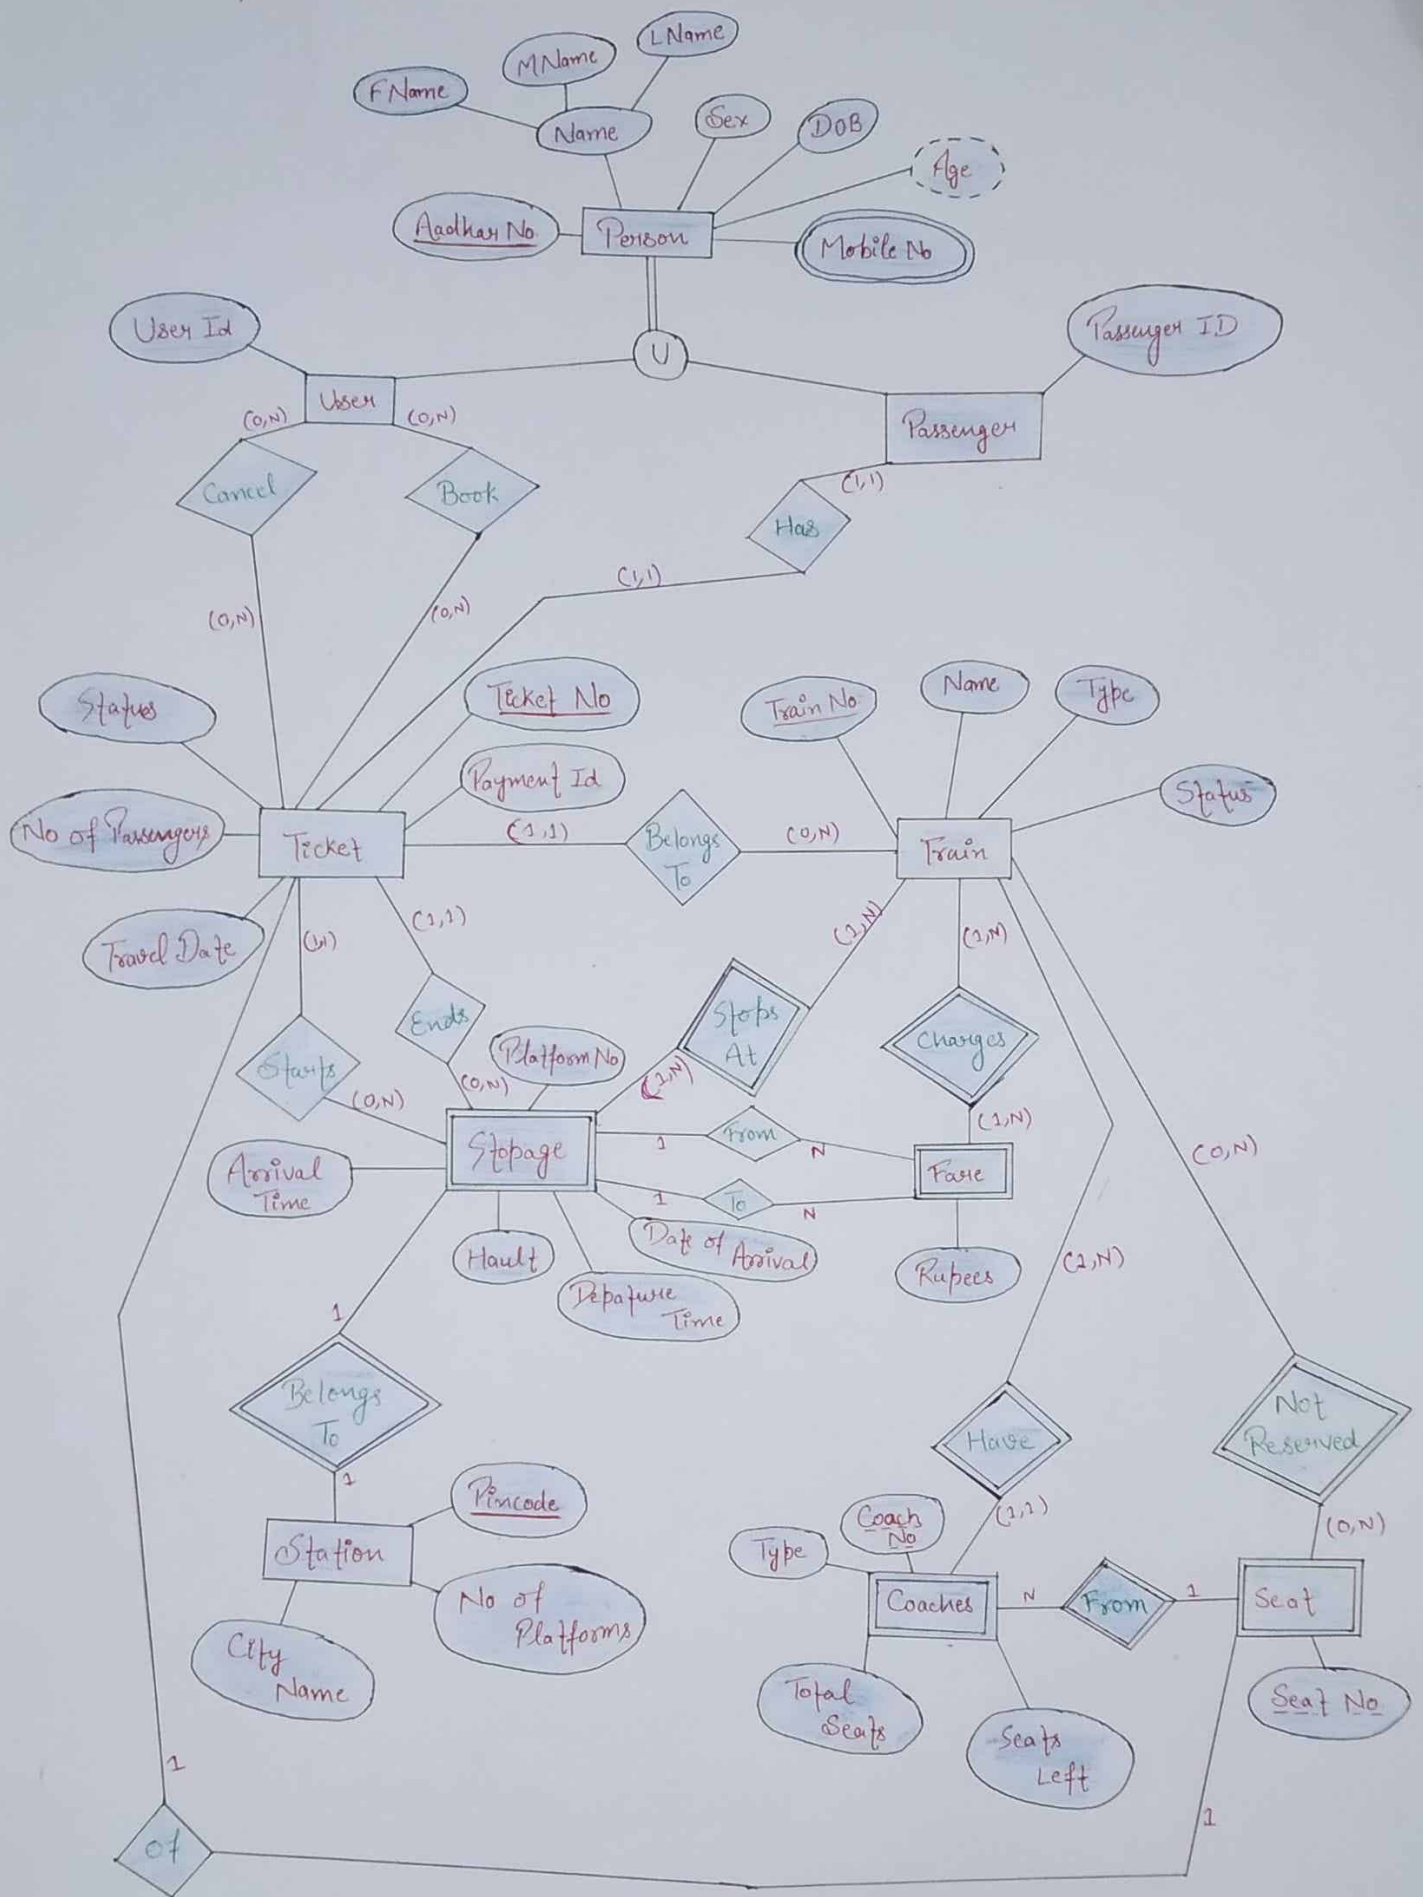 LName
MName
FName
Name
Sex
DOB
Age
Aadhar No
Person
Mobile No
User Id
U
Passenger ID
User
(0,N)
(0,N)
Passenger
(1,1)
Cancel
Book
Has
(1,1)
(0,N)
(0,N)
Status
Ticket No
Train No
Name
Type
Payment Id
Status
No of Passengers
Ticket
(1,1)
Belongs
To
(0,N)
Train
Travel Date
(1,1)
(1,N)
(1,N)
Ends
Stops
At
Charges
Starts
Platform No
(0,N)
(0,N)
(1,N)
(1,N)
Stopage
1
From
N
Fare
(0,N)
Arrival
Time
1
To
N
Hault
Date of
Arrival
Rupees
(1,N)
Depature
Time
1
Belongs
To
1
Have
Not
Reserved
Pincode
Coach
No
(1,1)
(0,N)
Station
Type
No of
Platforms
Coaches
N
From
1
Seat
City
Name
Total
Seats
Seats
Left
Seat No
1
1
Of